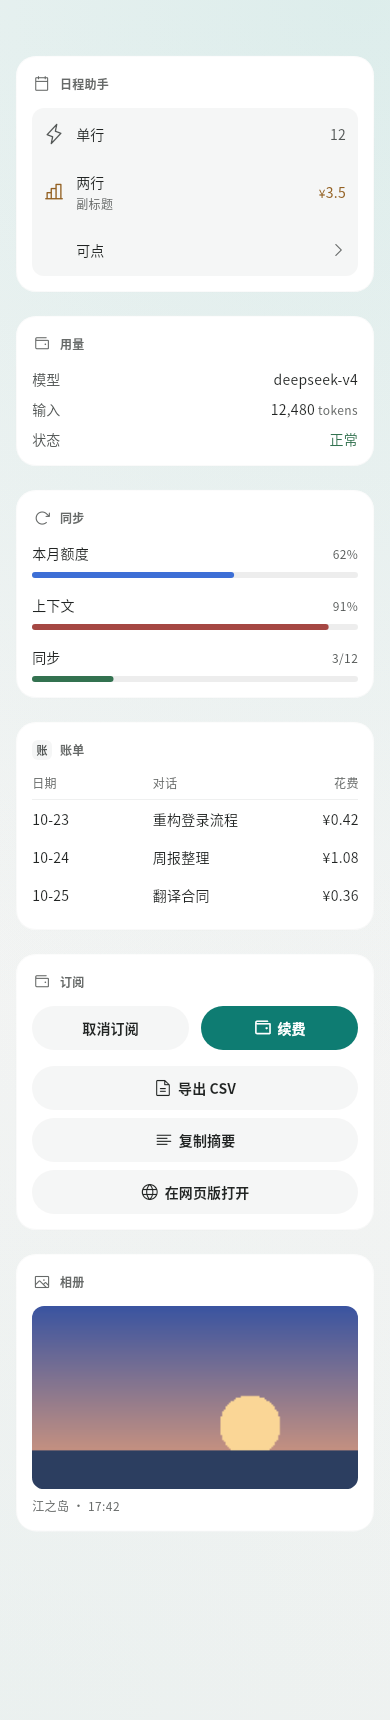 日程助手
单行 12
两行 ¥3.5
副标题
可点
用量
模型 deepseek-v4
输入 12,480 tokens
状态 正常
同步
本月额度 62%
上下文 91%
同步 3/12
账 账单
日期 对话 花费
10-23 重构登录流程 ¥0.42
10-24 周报整理 ¥1.08
10-25 翻译合同 ¥0.36
订阅
取消订阅 续费
导出 CSV
复制摘要
在网页版打开
相册
江之岛 · 17:42